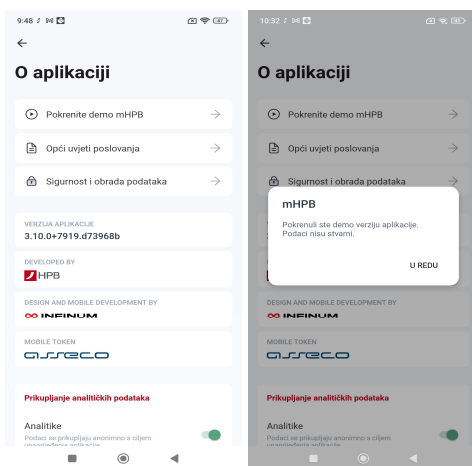 9:48
O aplikaciji
Pokrenite demo mHPB
Opći uvjeti poslovanja
Sigurnost i obrada podataka
VERZIJA APLIKACIJE
3.10.0+7919.d73968b
DEVELOPED BY
HPB
DESIGN AND MOBILE DEVELOPMENT BY
INFINUM
MOBILE TOKEN
asseco
Prikupljanje analitičkih podataka
Analitike
Podaci se prikupljaju anonimno s ciljem
10:32
O aplikaciji
Pokrenite demo mHPB
Opći uvjeti poslovanja
Sigurnost i obrada podataka
mHPB
Pokrenuli ste demo verziju aplikacije.
Podaci nisu stvarni.
U REDU
DESIGN AND MOBILE DEVELOPMENT BY
INFINUM
MOBILE TOKEN
asseco
Prikupljanje analitičkih podataka
Analitike
Podaci se prikupljaju anonimno s ciljem